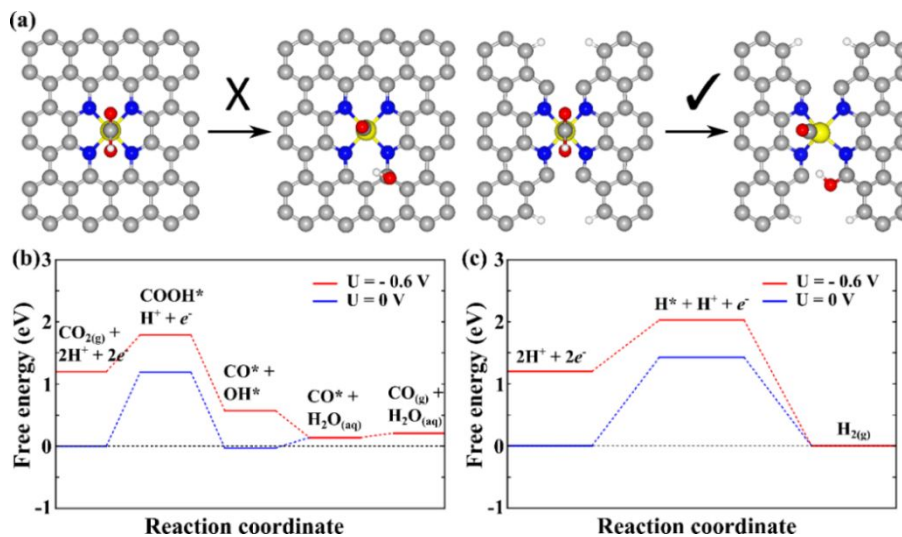 (a)
X
✓
(b)
3
2
1
0
-1
Free energy (eV)
U = - 0.6 V
U = 0 V
CO₂(g) +
2H⁺ + 2e⁻
COOH*
H⁺ + e⁻
CO* +
OH*
CO* +
H₂O(aq)
CO(g) +
H₂O(aq)
Reaction coordinate
(c)
3
2
1
0
-1
Free energy (eV)
U = - 0.6 V
U = 0 V
2H⁺ + 2e⁻
H* + H⁺ + e⁻
H₂(g)
Reaction coordinate